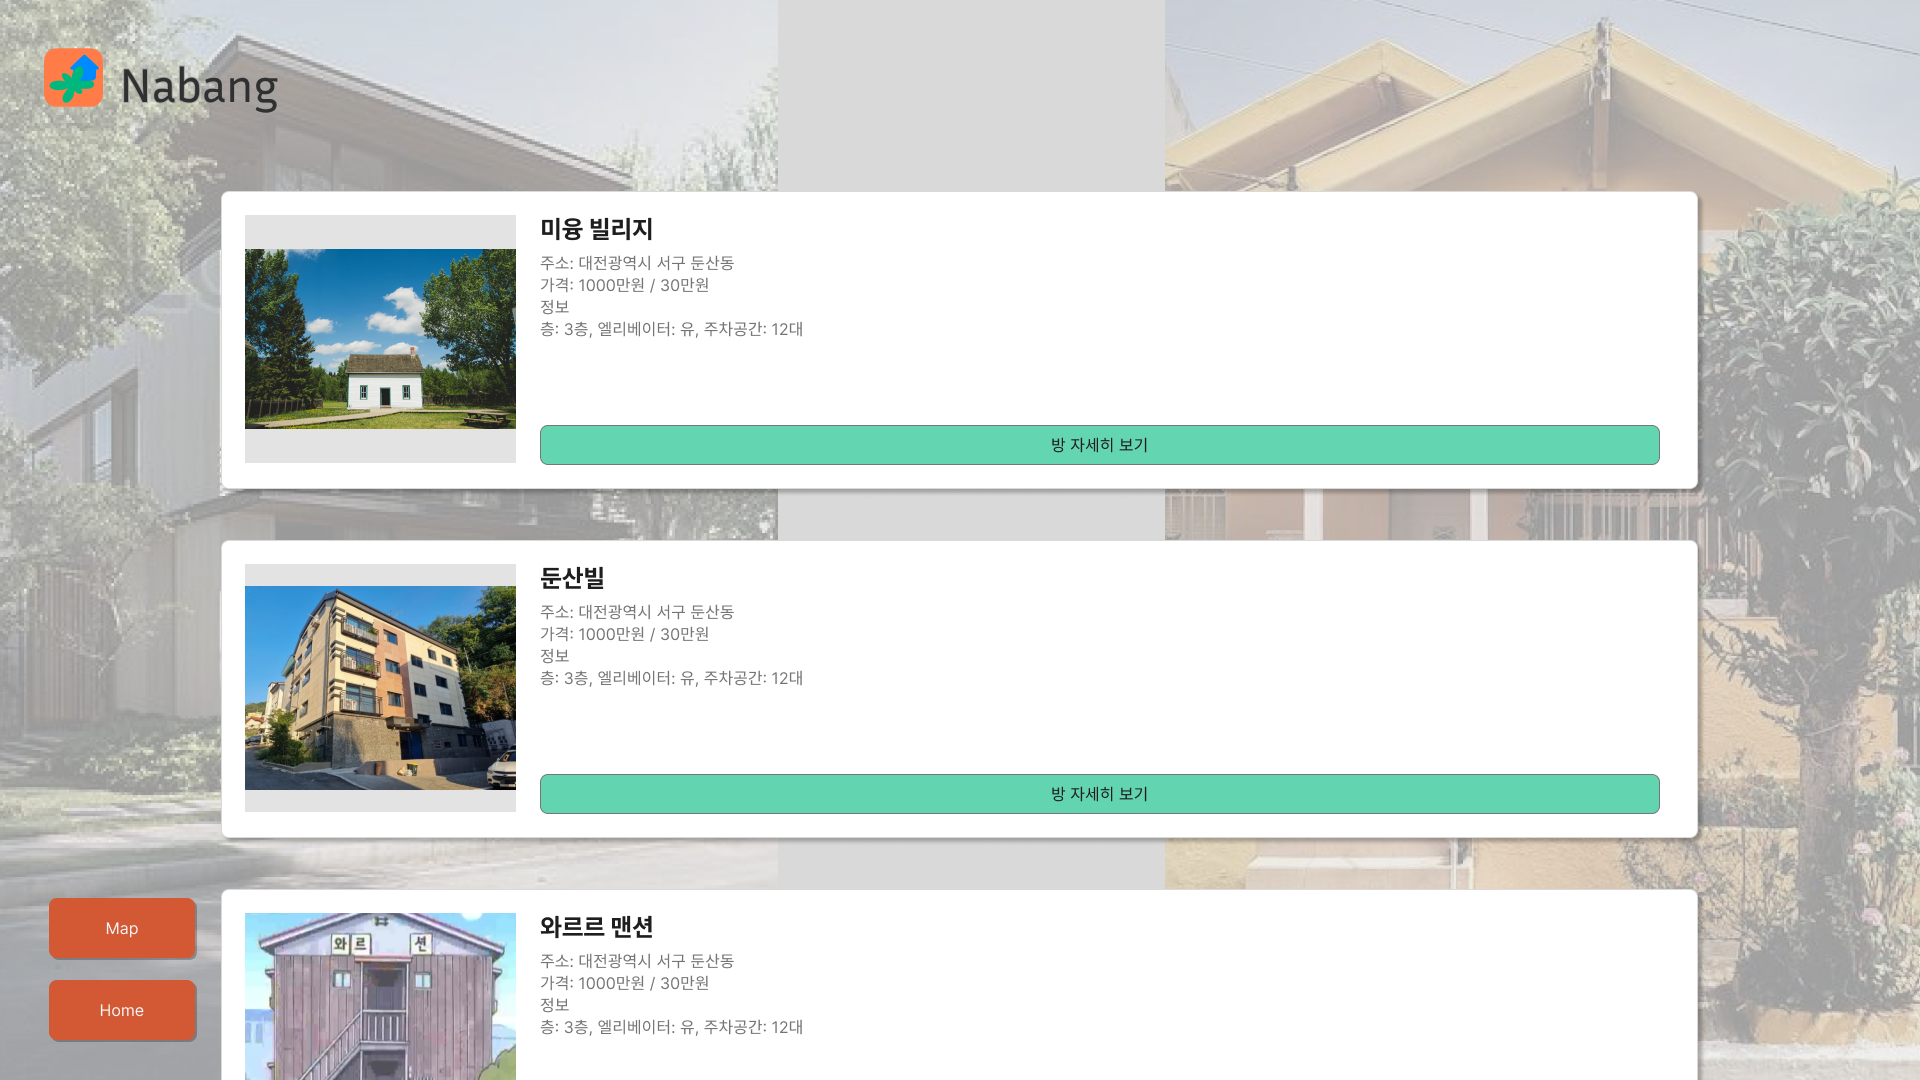 Nabang
미융 빌리지
주소: 대전광역시 서구 둔산동
가격: 1000만원 / 30만원
정보
층: 3층, 엘리베이터: 유, 주차공간: 12대
방 자세히 보기
둔산빌
주소: 대전광역시 서구 둔산동
가격: 1000만원 / 30만원
정보
층: 3층, 엘리베이터: 유, 주차공간: 12대
방 자세히 보기
와르 션
와르르 맨션
주소: 대전광역시 서구 둔산동
가격: 1000만원 / 30만원
정보
층: 3층, 엘리베이터: 유, 주차공간: 12대
Map
Home